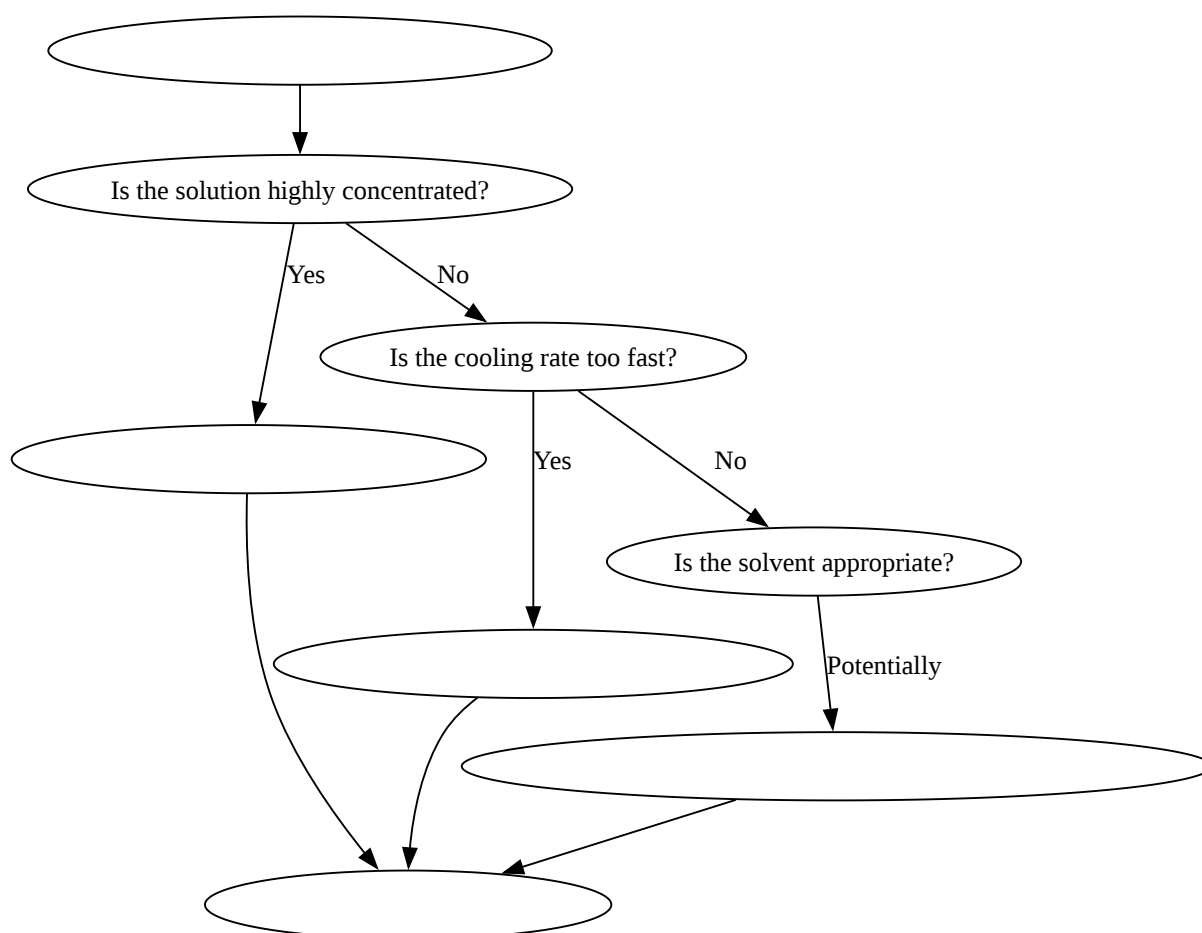 Is the solution highly concentrated?
Yes
No
Is the cooling rate too fast?
Yes
No
Is the solvent appropriate?
Potentially